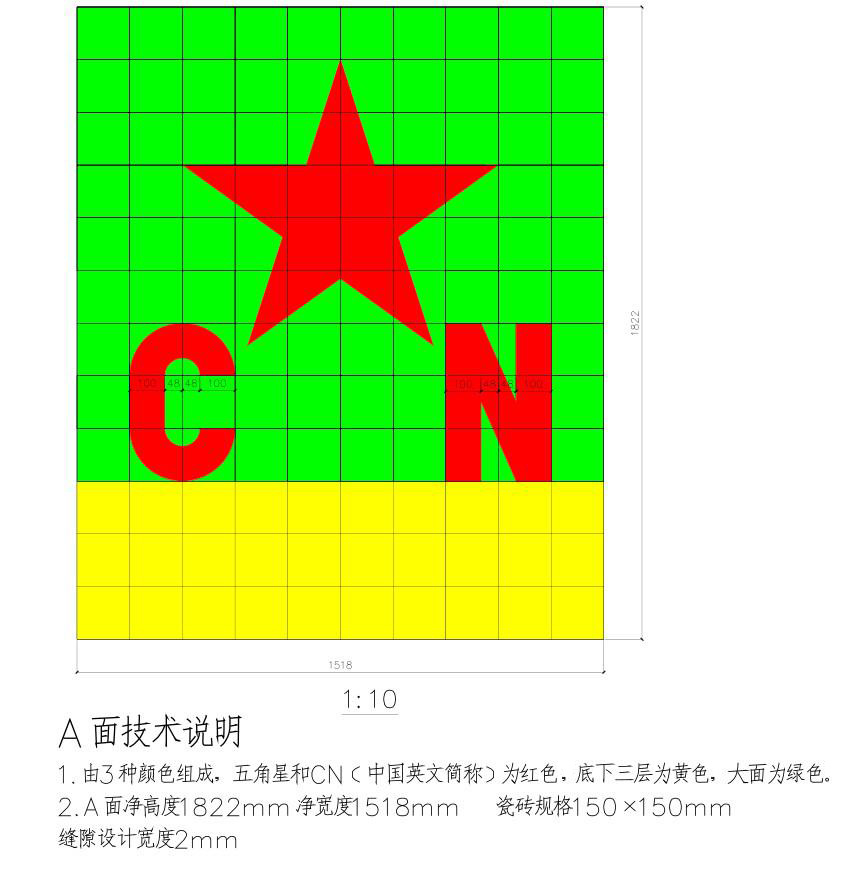 C N
100 48 48 100 100 48 48 100
1822
1518
1:10
A 面技术说明
1. 由3种颜色组成，五角星和CN（中国英文简称）为红色，底下三层为黄色，大面为绿色。
2. A 面净高度1822mm 净宽度1518mm 瓷砖规格150 ×150mm
缝隙设计宽度2mm